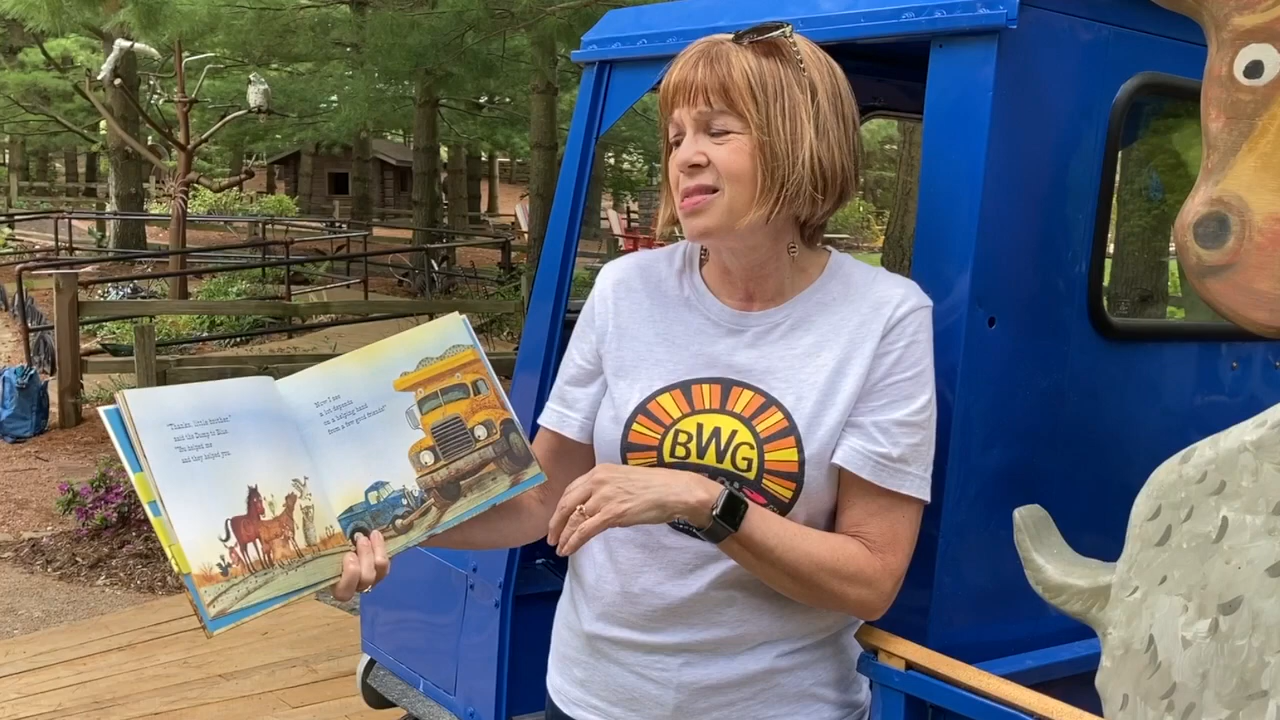 "Thanks, little brother,"
said the Dump to Blue.
"You helped me
and they helped you.
Now I see
a lot depends
on a helping hand
from a few good friends!"
BWG